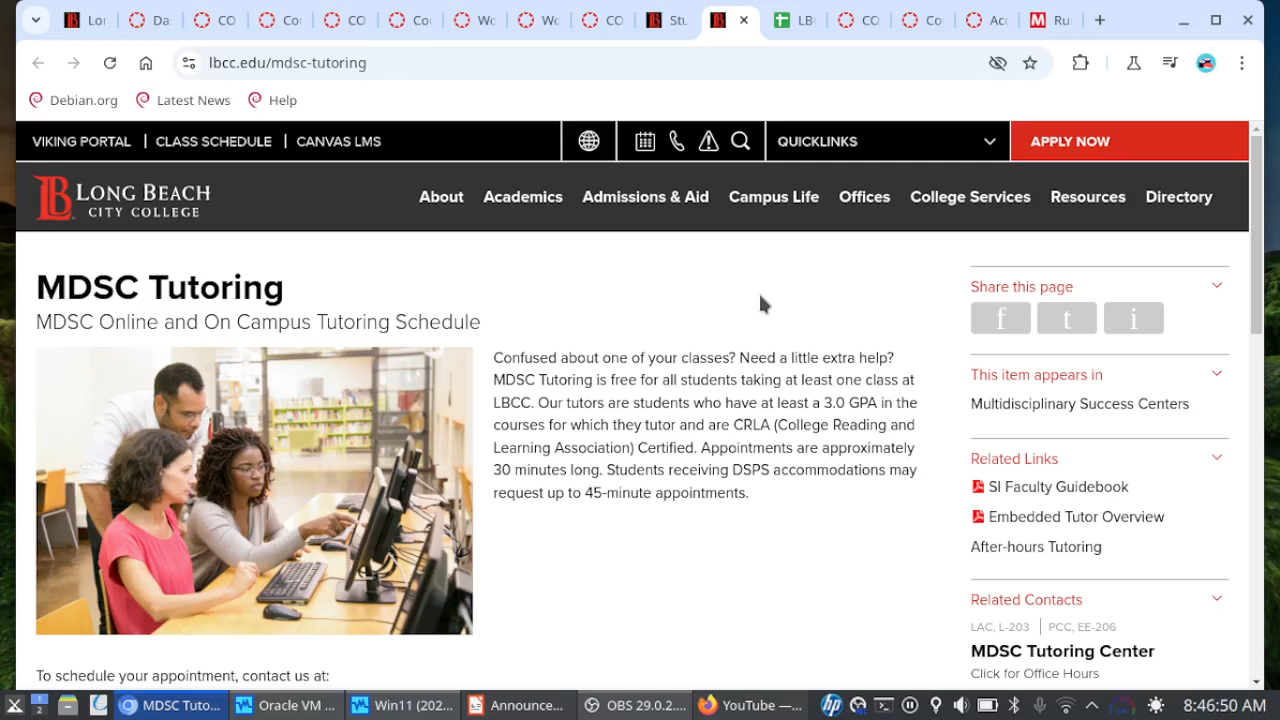 Loi
Da
CO
Co
CO
Co
Wo
Wo
CO
Stu
LB
CO
Co
Ac
Ru
lbcc.edu/mdsc-tutoring
Debian.org
Latest News
Help
VIKING PORTAL
CLASS SCHEDULE
CANVAS LMS
QUICKLINKS
APPLY NOW
LONG BEACH
CITY COLLEGE
About
Academics
Admissions & Aid
Campus Life
Offices
College Services
Resources
Directory
MDSC Tutoring
MDSC Online and On Campus Tutoring Schedule
Confused about one of your classes? Need a little extra help?
MDSC Tutoring is free for all students taking at least one class at
LBCC. Our tutors are students who have at least a 3.0 GPA in the
courses for which they tutor and are CRLA (College Reading and
Learning Association) Certified. Appointments are approximately
30 minutes long. Students receiving DSPS accommodations may
request up to 45-minute appointments.
To schedule your appointment, contact us at:
Share this page
f
t
i
This item appears in
Multidisciplinary Success Centers
Related Links
SI Faculty Guidebook
Embedded Tutor Overview
After-hours Tutoring
Related Contacts
LAC, L-203
PCC, EE-206
MDSC Tutoring Center
Click for Office Hours
1
2
MDSC Tuto...
Oracle VM ...
Win11 (202...
Announce...
OBS 29.0.2...
YouTube —...
8:46:50 AM